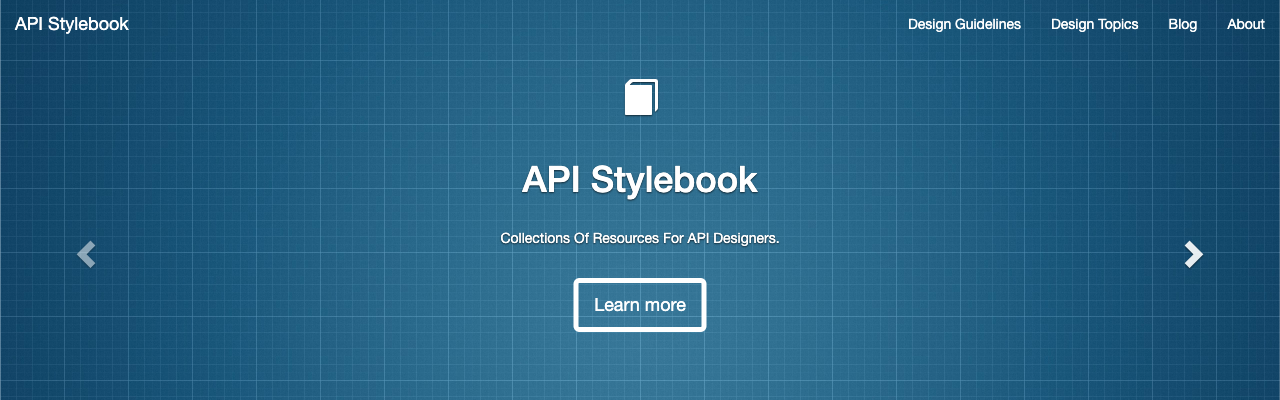 API Stylebook
Design Guidelines
Design Topics
Blog
About
API Stylebook
Collections Of Resources For API Designers.
Learn more